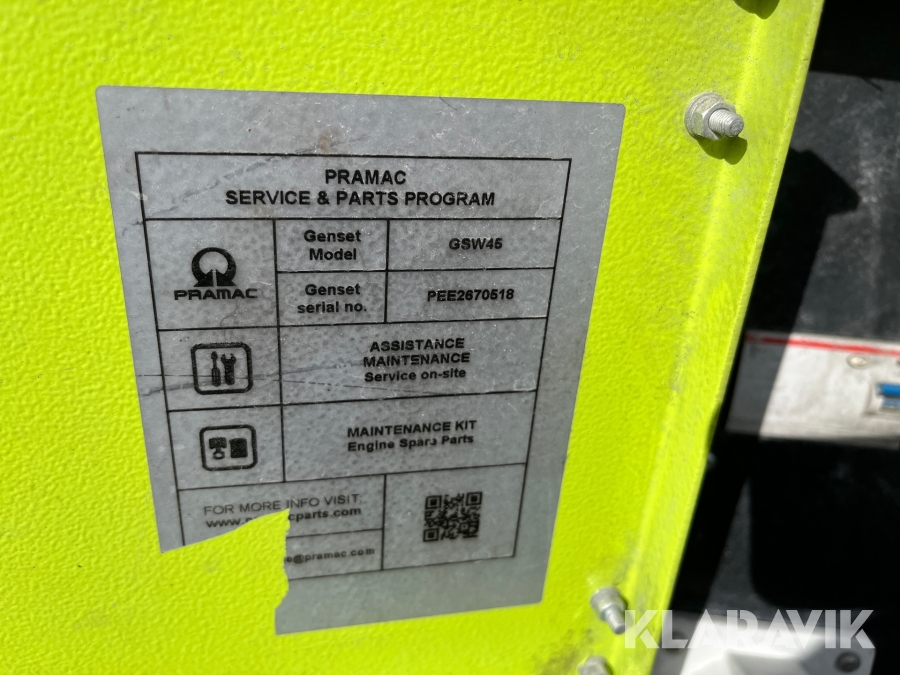 PRAMAC
SERVICE & PARTS PROGRAM
PRAMAC
Genset
Model
GSW45
Genset
serial no.
PEE2670518
ASSISTANCE
MAINTENANCE
Service on-site
MAINTENANCE KIT
Engine Spare Parts
FOR MORE INFO VISIT:
www.
cparts.com
@pramac.com
KLARAVIK